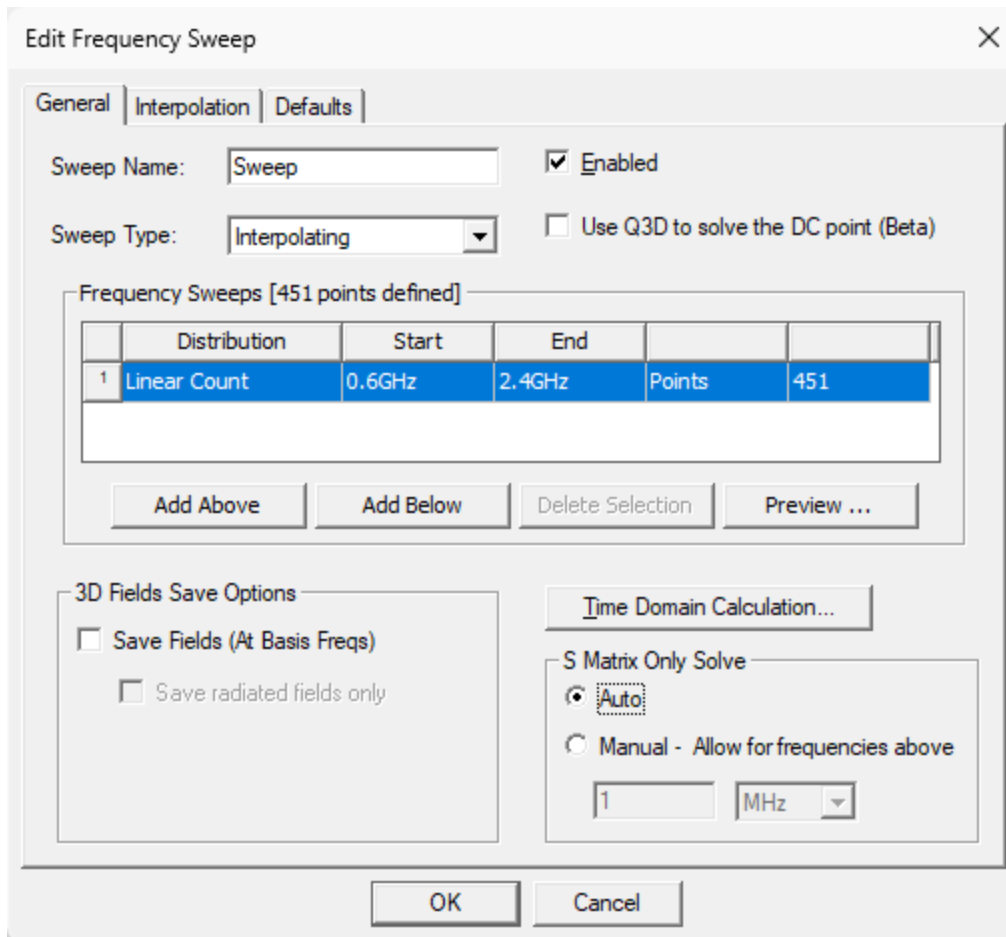 Edit Frequency Sweep
General Interpolation Defaults
Sweep Name: Sweep Enabled
Sweep Type: Interpolating Use Q3D to solve the DC point (Beta)
Frequency Sweeps [451 points defined]
Distribution Start End
1 Linear Count 0.6GHz 2.4GHz Points 451
Add Above Add Below Delete Selection Preview ...
3D Fields Save Options
Save Fields (At Basis Freqs)
Save radiated fields only
Time Domain Calculation...
S Matrix Only Solve
Auto
Manual - Allow for frequencies above
1 MHz
OK Cancel